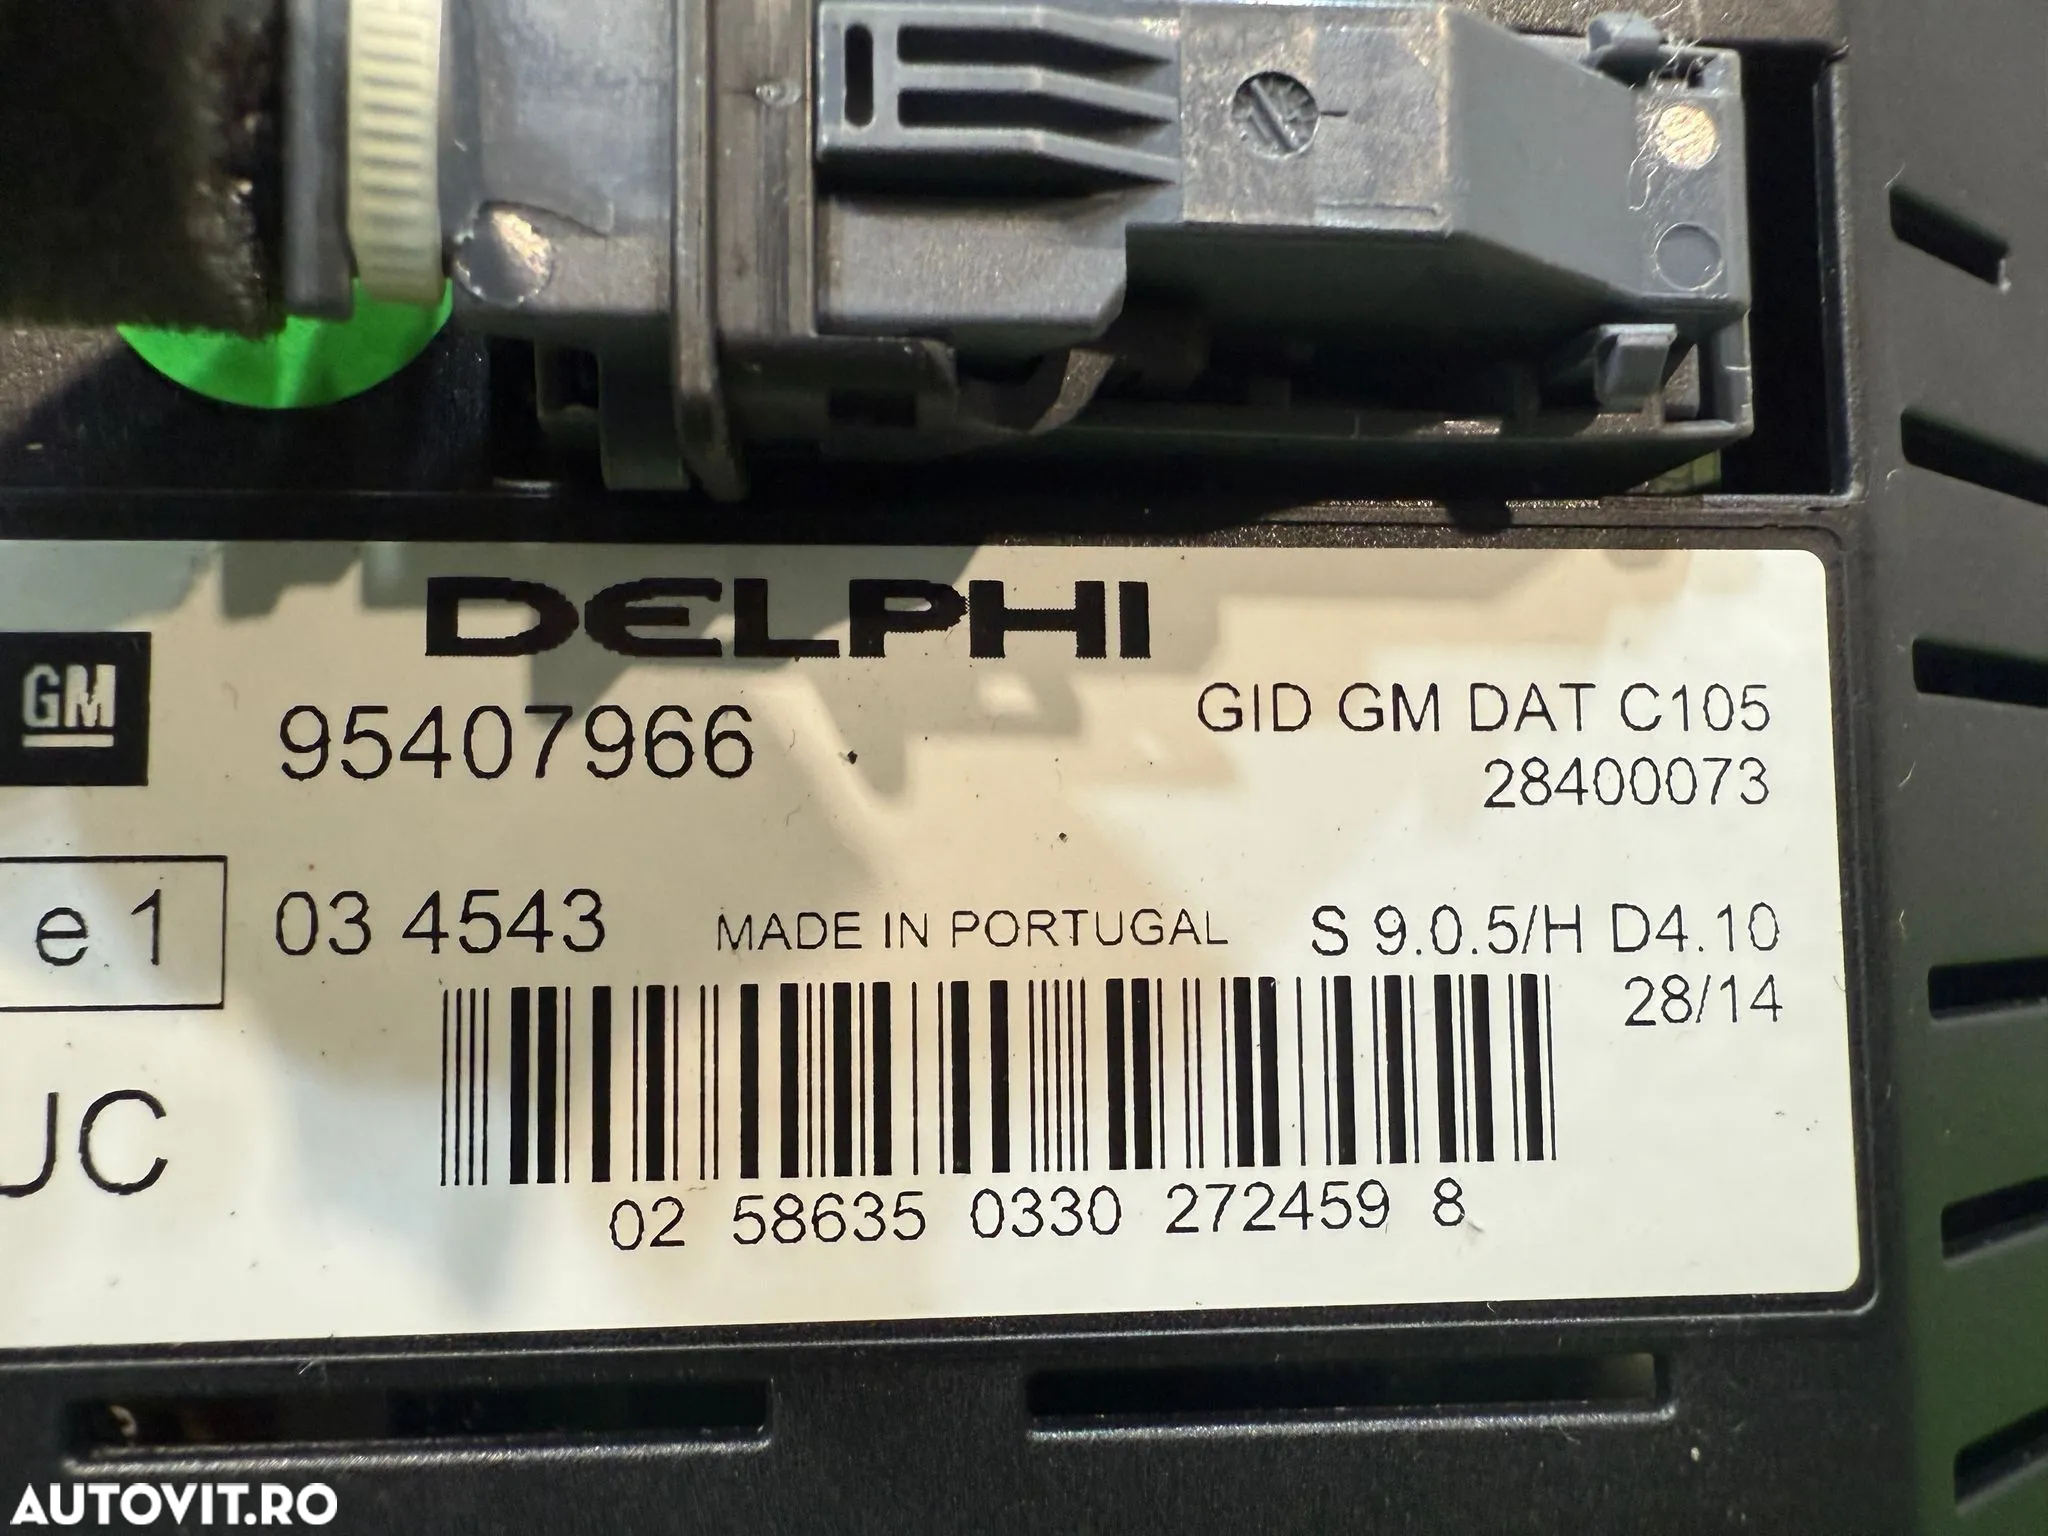 DELPHI
GM
95407966
GID GM DAT C105
28400073
e1
03 4543
MADE IN PORTUGAL
S 9.0.5/H D4.10
28/14
UC
02 58635 0330 272459 8
AUTOVIT.RO